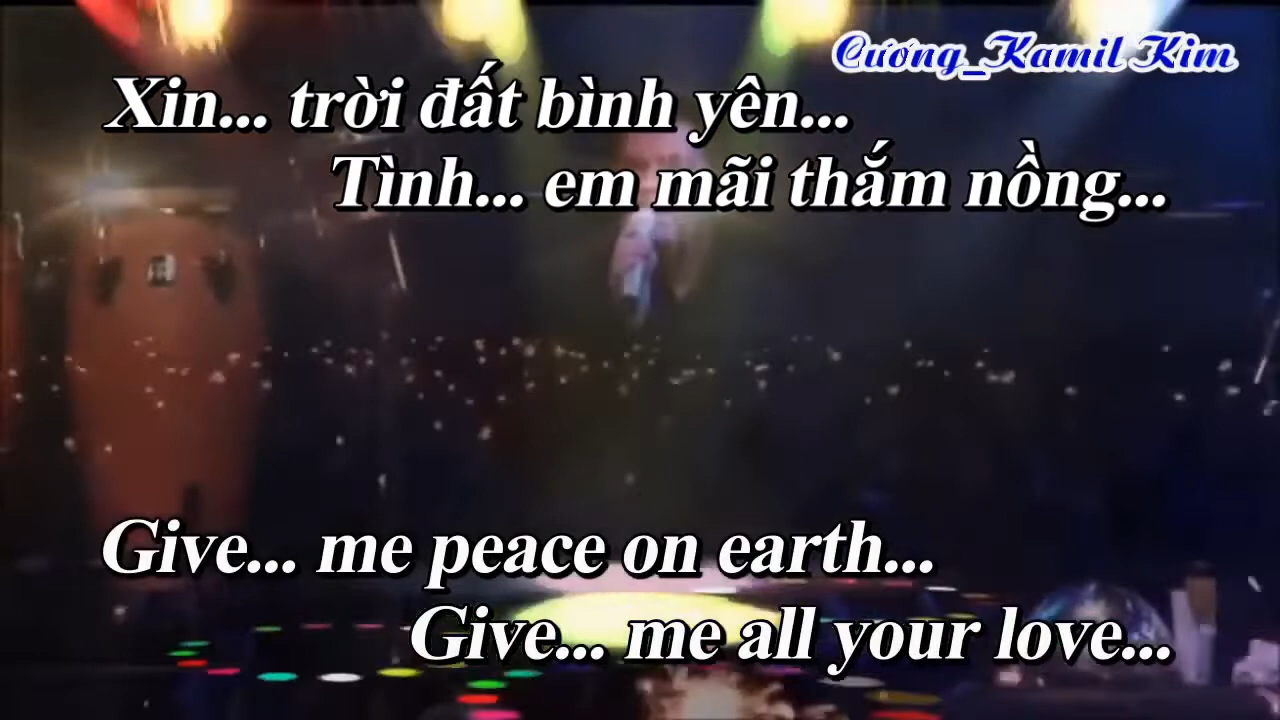 Cương_Kamil Kim
Xin... trời đất bình yên...
Tình... em mãi thắm nồng...
Give... me peace on earth...
Give... me all your love...